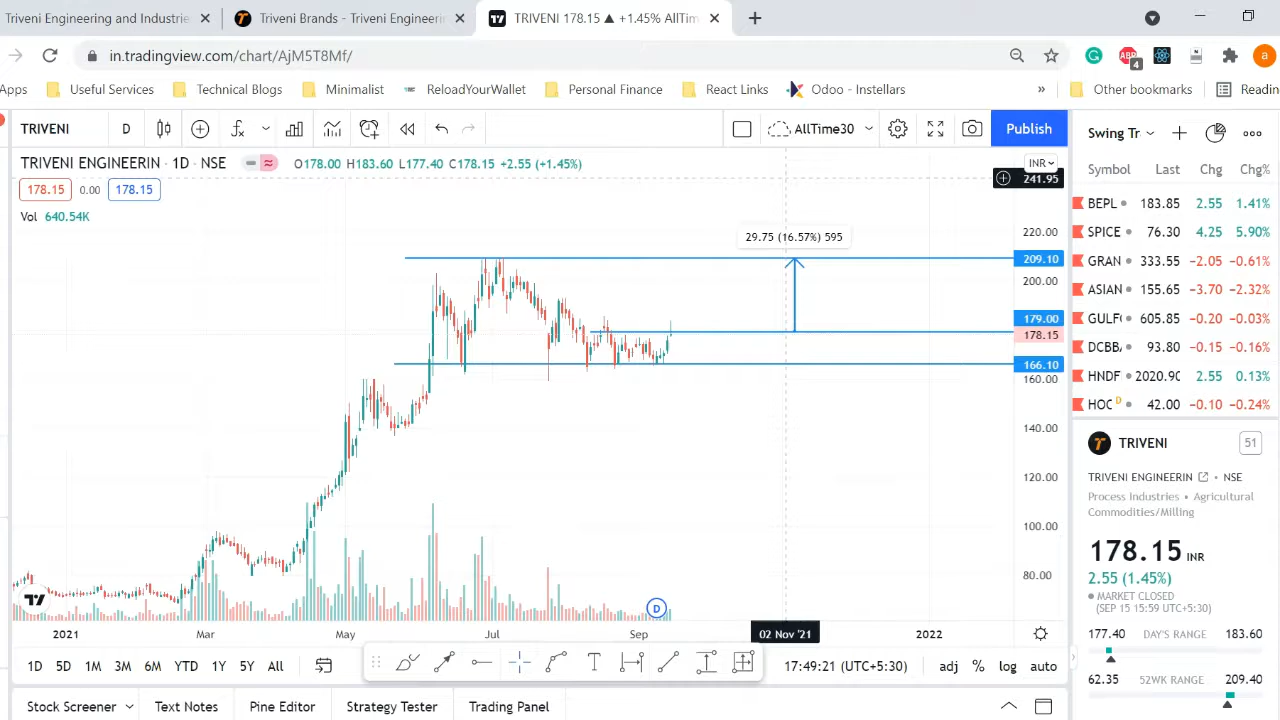 Triveni Engineering and Industrie
Triveni Brands - Triveni Engineerin
TRIVENI 178.15 ▲ +1.45% AllTim
in.tradingview.com/chart/AjM5T8Mf/
ABP
4
a
Apps
Useful Services
Technical Blogs
Minimalist
ReloadYourWallet
Personal Finance
React Links
Odoo - Instellars
»
Other bookmarks
Readin
TRIVENI
D
AllTime30
Publish
Swing Tr
TRIVENI ENGINEERIN · 1D · NSE
O178.00 H183.60 L177.40 C178.15 +2.55 (+1.45%)
178.15 0.00 178.15
Vol 640.54K
INR
241.95
220.00
209.10
200.00
179.00
178.15
166.10
160.00
140.00
120.00
100.00
80.00
29.75 (16.57%) 595
D
2021
Mar
May
Jul
Sep
02 Nov '21
2022
1D 5D 1M 3M 6M YTD 1Y 5Y All
17:49:21 (UTC+5:30)
adj % log auto
Stock Screener
Text Notes
Pine Editor
Strategy Tester
Trading Panel
Symbol Last Chg Chg%
BEPL 183.85 2.55 1.41%
SPICE 76.30 4.25 5.90%
GRAN 333.55 −2.05 −0.61%
ASIAN 155.65 −3.70 −2.32%
GULFO 605.85 −0.20 −0.03%
DCBBA 93.80 −0.15 −0.16%
HNDF 2020.90 2.55 0.13%
HOC D 42.00 −0.10 −0.24%
TRIVENI
51
TRIVENI ENGINEERIN • NSE
Process Industries • Agricultural
Commodities/Milling
178.15 INR
2.55 (1.45%)
MARKET CLOSED
(SEP 15 15:59 UTC+5:30)
177.40 DAY'S RANGE 183.60
62.35 52WK RANGE 209.40